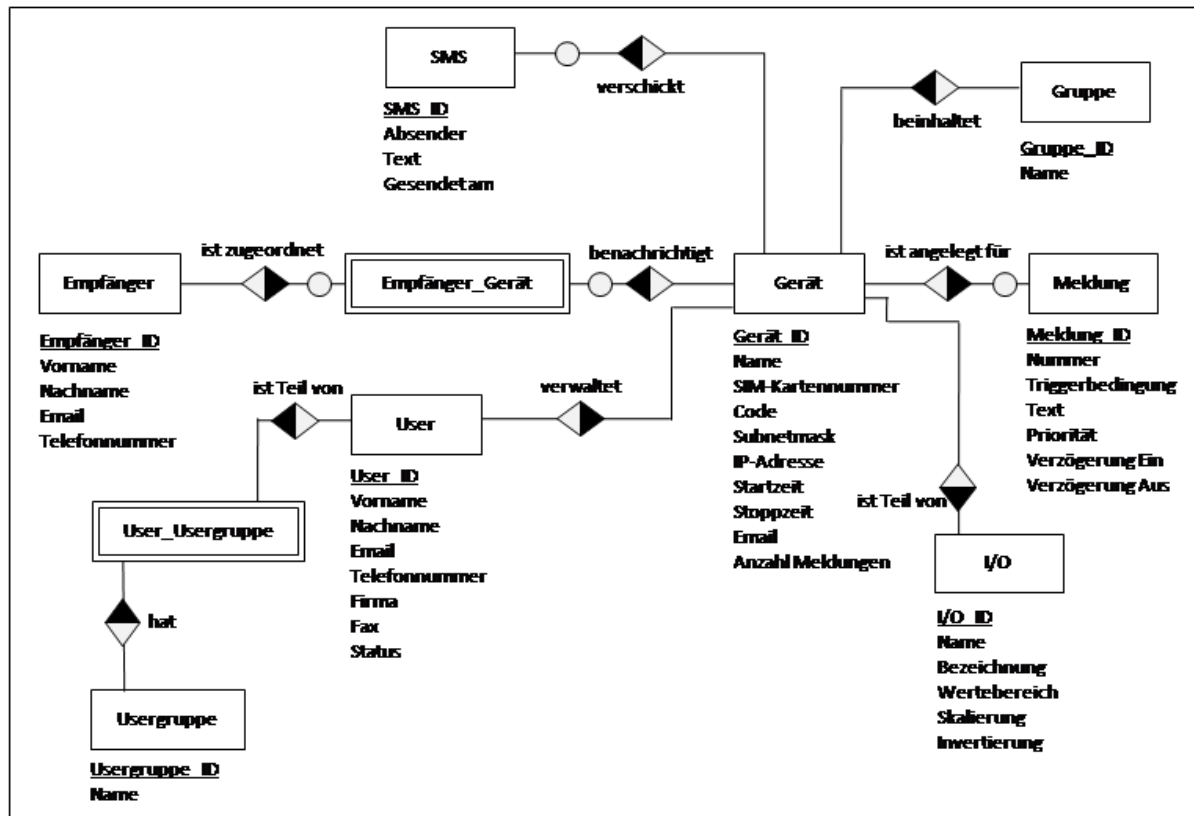 SMS
SMS_ID
Absender
Text
Gesendet am
verschickt
Gruppe
beinhaltet
Gruppe_ID
Name
ist zugeordnet
Empfänger
Empfänger_ID
Vorname
Nachname
Email
Telefonnummer
Empfänger_Gerät
benachrichtigt
Gerät
Gerät_ID
Name
SIM-Kartennummer
Code
Subnetmask
IP-Adresse
Startzeit
Stoppzeit
Email
Anzahl Meldungen
ist angelegt für
Meldung
Meldung_ID
Nummer
Triggerbedingung
Text
Priorität
Verzögerung Ein
Verzögerung Aus
ist Teil von
User
User_ID
Vorname
Nachname
Email
Telefonnummer
Firma
Fax
Status
verwaltet
ist Teil von
I/O
I/O_ID
Name
Bezeichnung
Wertebereich
Skalierung
Invertierung
User_Usergruppe
hat
Usergruppe
Usergruppe_ID
Name